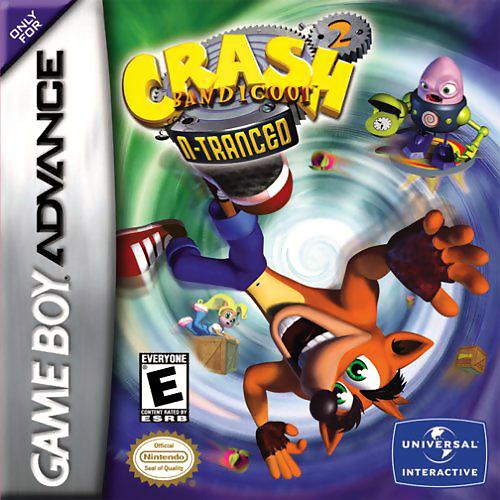 ONLY
FOR
GAME BOY ADVANCE
CRASH
2
BANDICOOT
N-TRANCED
EVERYONE
E
CONTENT RATED BY
ESRB
Official
Nintendo
Seal of Quality
UNIVERSAL
INTERACTIVE